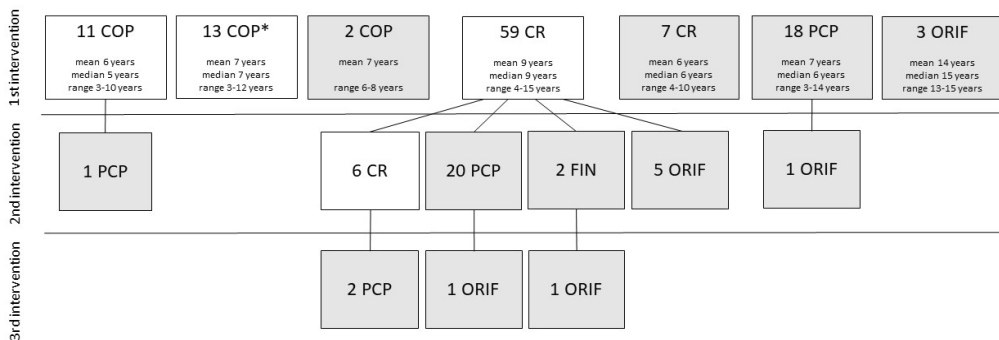 1st intervention
11 COP
mean 6 years
median 5 years
range 3-10 years
13 COP*
mean 7 years
median 7 years
range 3-12 years
2 COP
mean 7 years
range 6-8 years
59 CR
mean 9 years
median 9 years
range 4-15 years
7 CR
mean 6 years
median 6 years
range 4-10 years
18 PCP
mean 7 years
median 6 years
range 3-14 years
3 ORIF
mean 14 years
median 15 years
range 13-15 years
2nd intervention
1 PCP
6 CR
20 PCP
2 FIN
5 ORIF
1 ORIF
3rd intervention
2 PCP
1 ORIF
1 ORIF